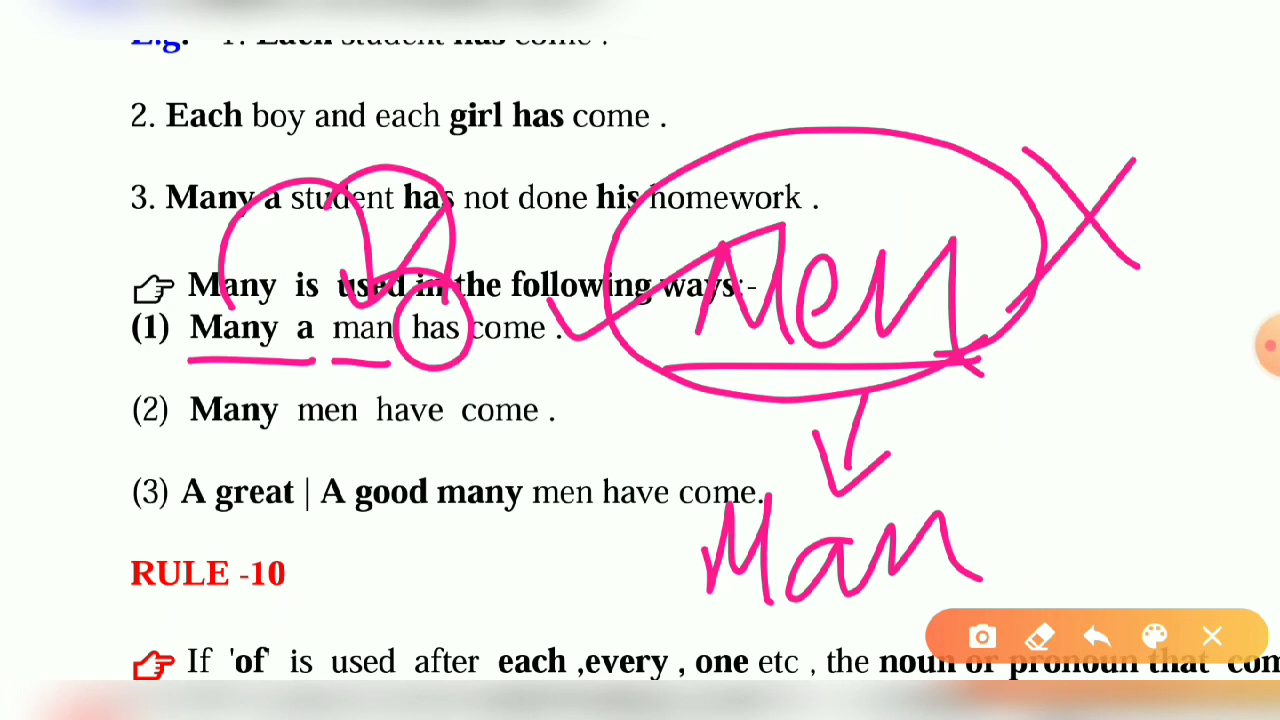 E.g. 1. Each student has come .
2. Each boy and each girl has come .
3. Many a student has not done his homework .
Many is used in the following ways:-
(1) Many a man has come .
Men
(2) Many men have come .
(3) A great | A good many men have come.
Man
RULE -10
If 'of' is used after each ,every , one etc , the noun or pronoun that com